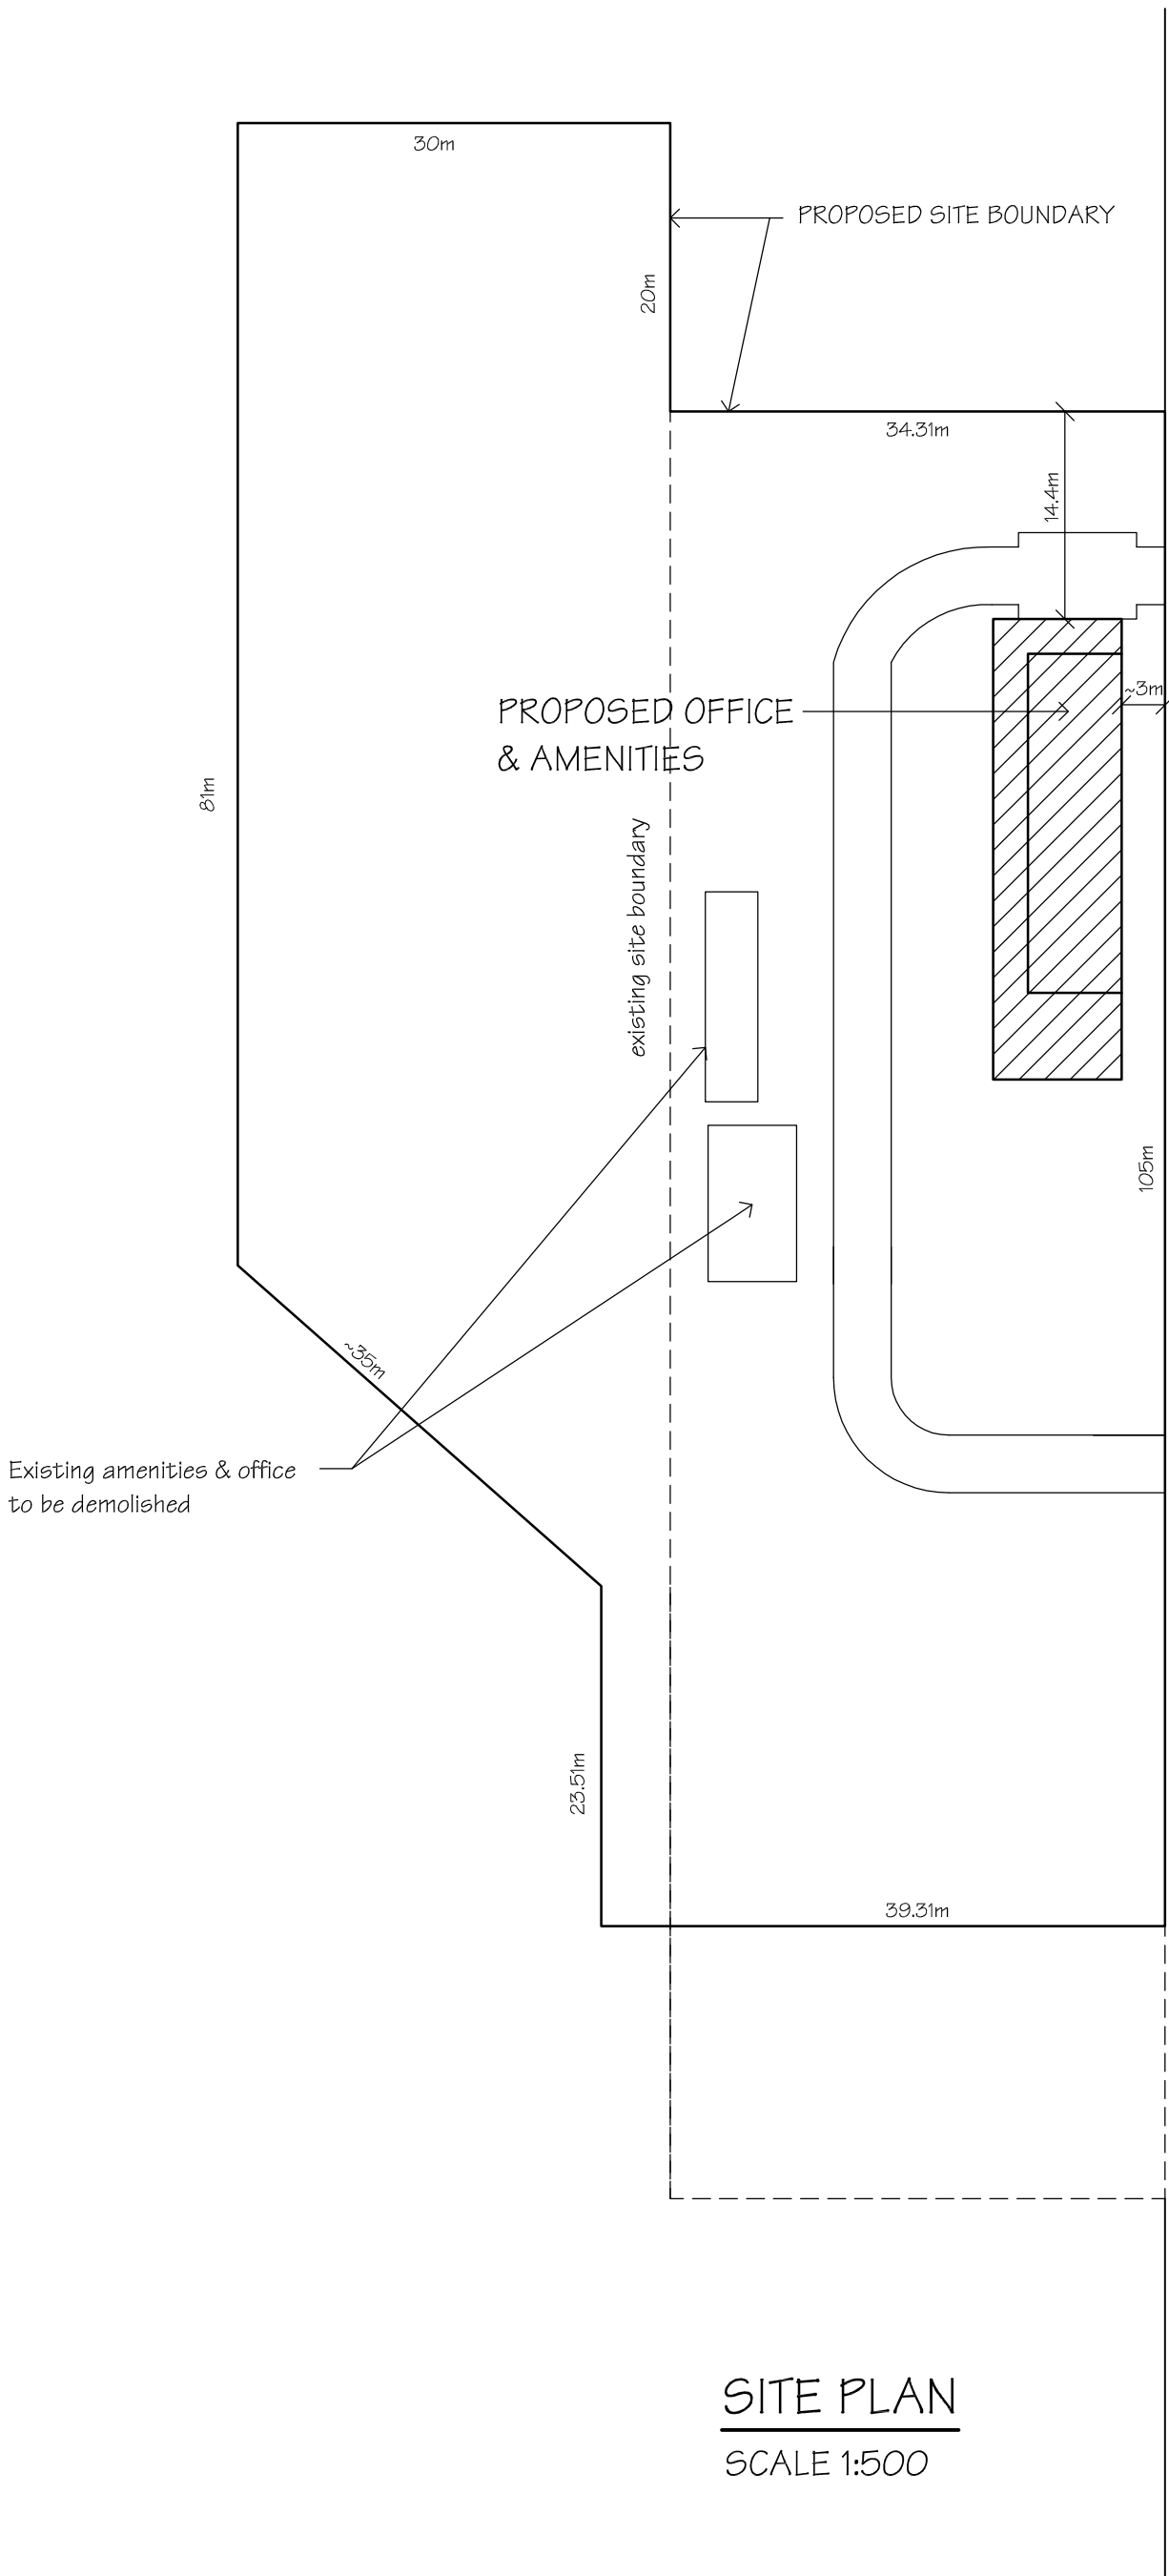 30m
PROPOSED SITE BOUNDARY
20m
34.31m
14.4m
~3m
PROPOSED OFFICE
& AMENITIES
81m
existing site boundary
105m
~35m
Existing amenities & office
to be demolished
23.51m
39.31m
SITE PLAN
SCALE 1:500